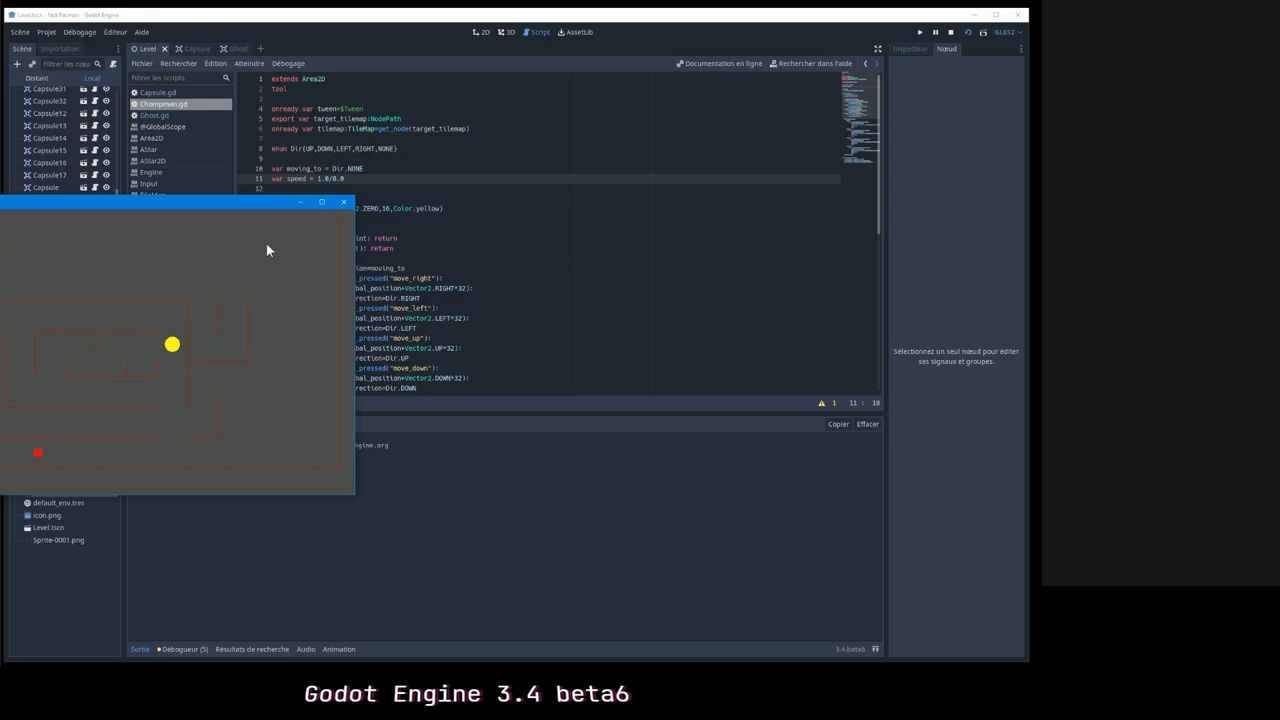 Level.tscn - Not Pacman - Godot Engine
Scène Projet Débogage Éditeur Aide
2D 3D Script AssetLib
GLES2
Scène Importation
Level Capsule Ghost
Inspecteur Nœud
Filtrer les nœu
Fichier Rechercher Édition Atteindre Débogage
Documentation en ligne Rechercher dans l'aide
Distant Local
Filtrer les scripts
Capsule31
Capsule32
Capsule12
Capsule13
Capsule14
Capsule15
Capsule16
Capsule17
Capsule
Capsule.gd
Chompman.gd
Ghost.gd
@GlobalScope
Area2D
AStar
AStar2D
Engine
Input
1 extends Area2D
2 tool
4 onready var tween=$Tween
5 export var target_tilemap:NodePath
6 onready var tilemap:TileMap=get_node(target_tilemap)
8 enum Dir{UP,DOWN,LEFT,RIGHT,NONE}
9
10 var moving_to = Dir.NONE
11 var speed = 1.0/8.0
12
2.ZERO,16,Color.yellow)
int: return
(): return
ion=moving_to
_pressed("move_right"):
bal_position+Vector2.RIGHT*32):
rection=Dir.RIGHT
_pressed("move_left"):
bal_position+Vector2.LEFT*32):
rection=Dir.LEFT
_pressed("move_up"):
bal_position+Vector2.UP*32):
rection=Dir.UP
_pressed("move_down"):
bal_position+Vector2.DOWN*32):
rection=Dir.DOWN
1 11 : 18
Copier Effacer
ngine.org
Sélectionnez un seul nœud pour éditer
ses signaux et groupes.
default_env.tres
icon.png
Level.tscn
Sprite-0001.png
Sortie Débogueur (5) Résultats de recherche Audio Animation
3.4.beta6
Godot Engine 3.4 beta6